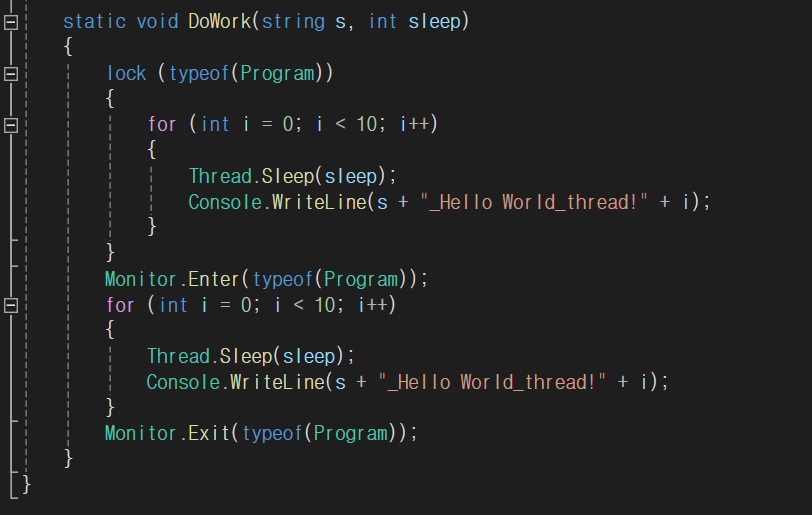 static void DoWork(string s, int sleep)
{
lock (typeof(Program))
{
for (int i = 0; i < 10; i++)
{
Thread.Sleep(sleep);
Console.WriteLine(s + "_Hello World_thread!" + i);
}
}
Monitor.Enter(typeof(Program));
for (int i = 0; i < 10; i++)
{
Thread.Sleep(sleep);
Console.WriteLine(s + "_Hello World_thread!" + i);
}
Monitor.Exit(typeof(Program));
}
}